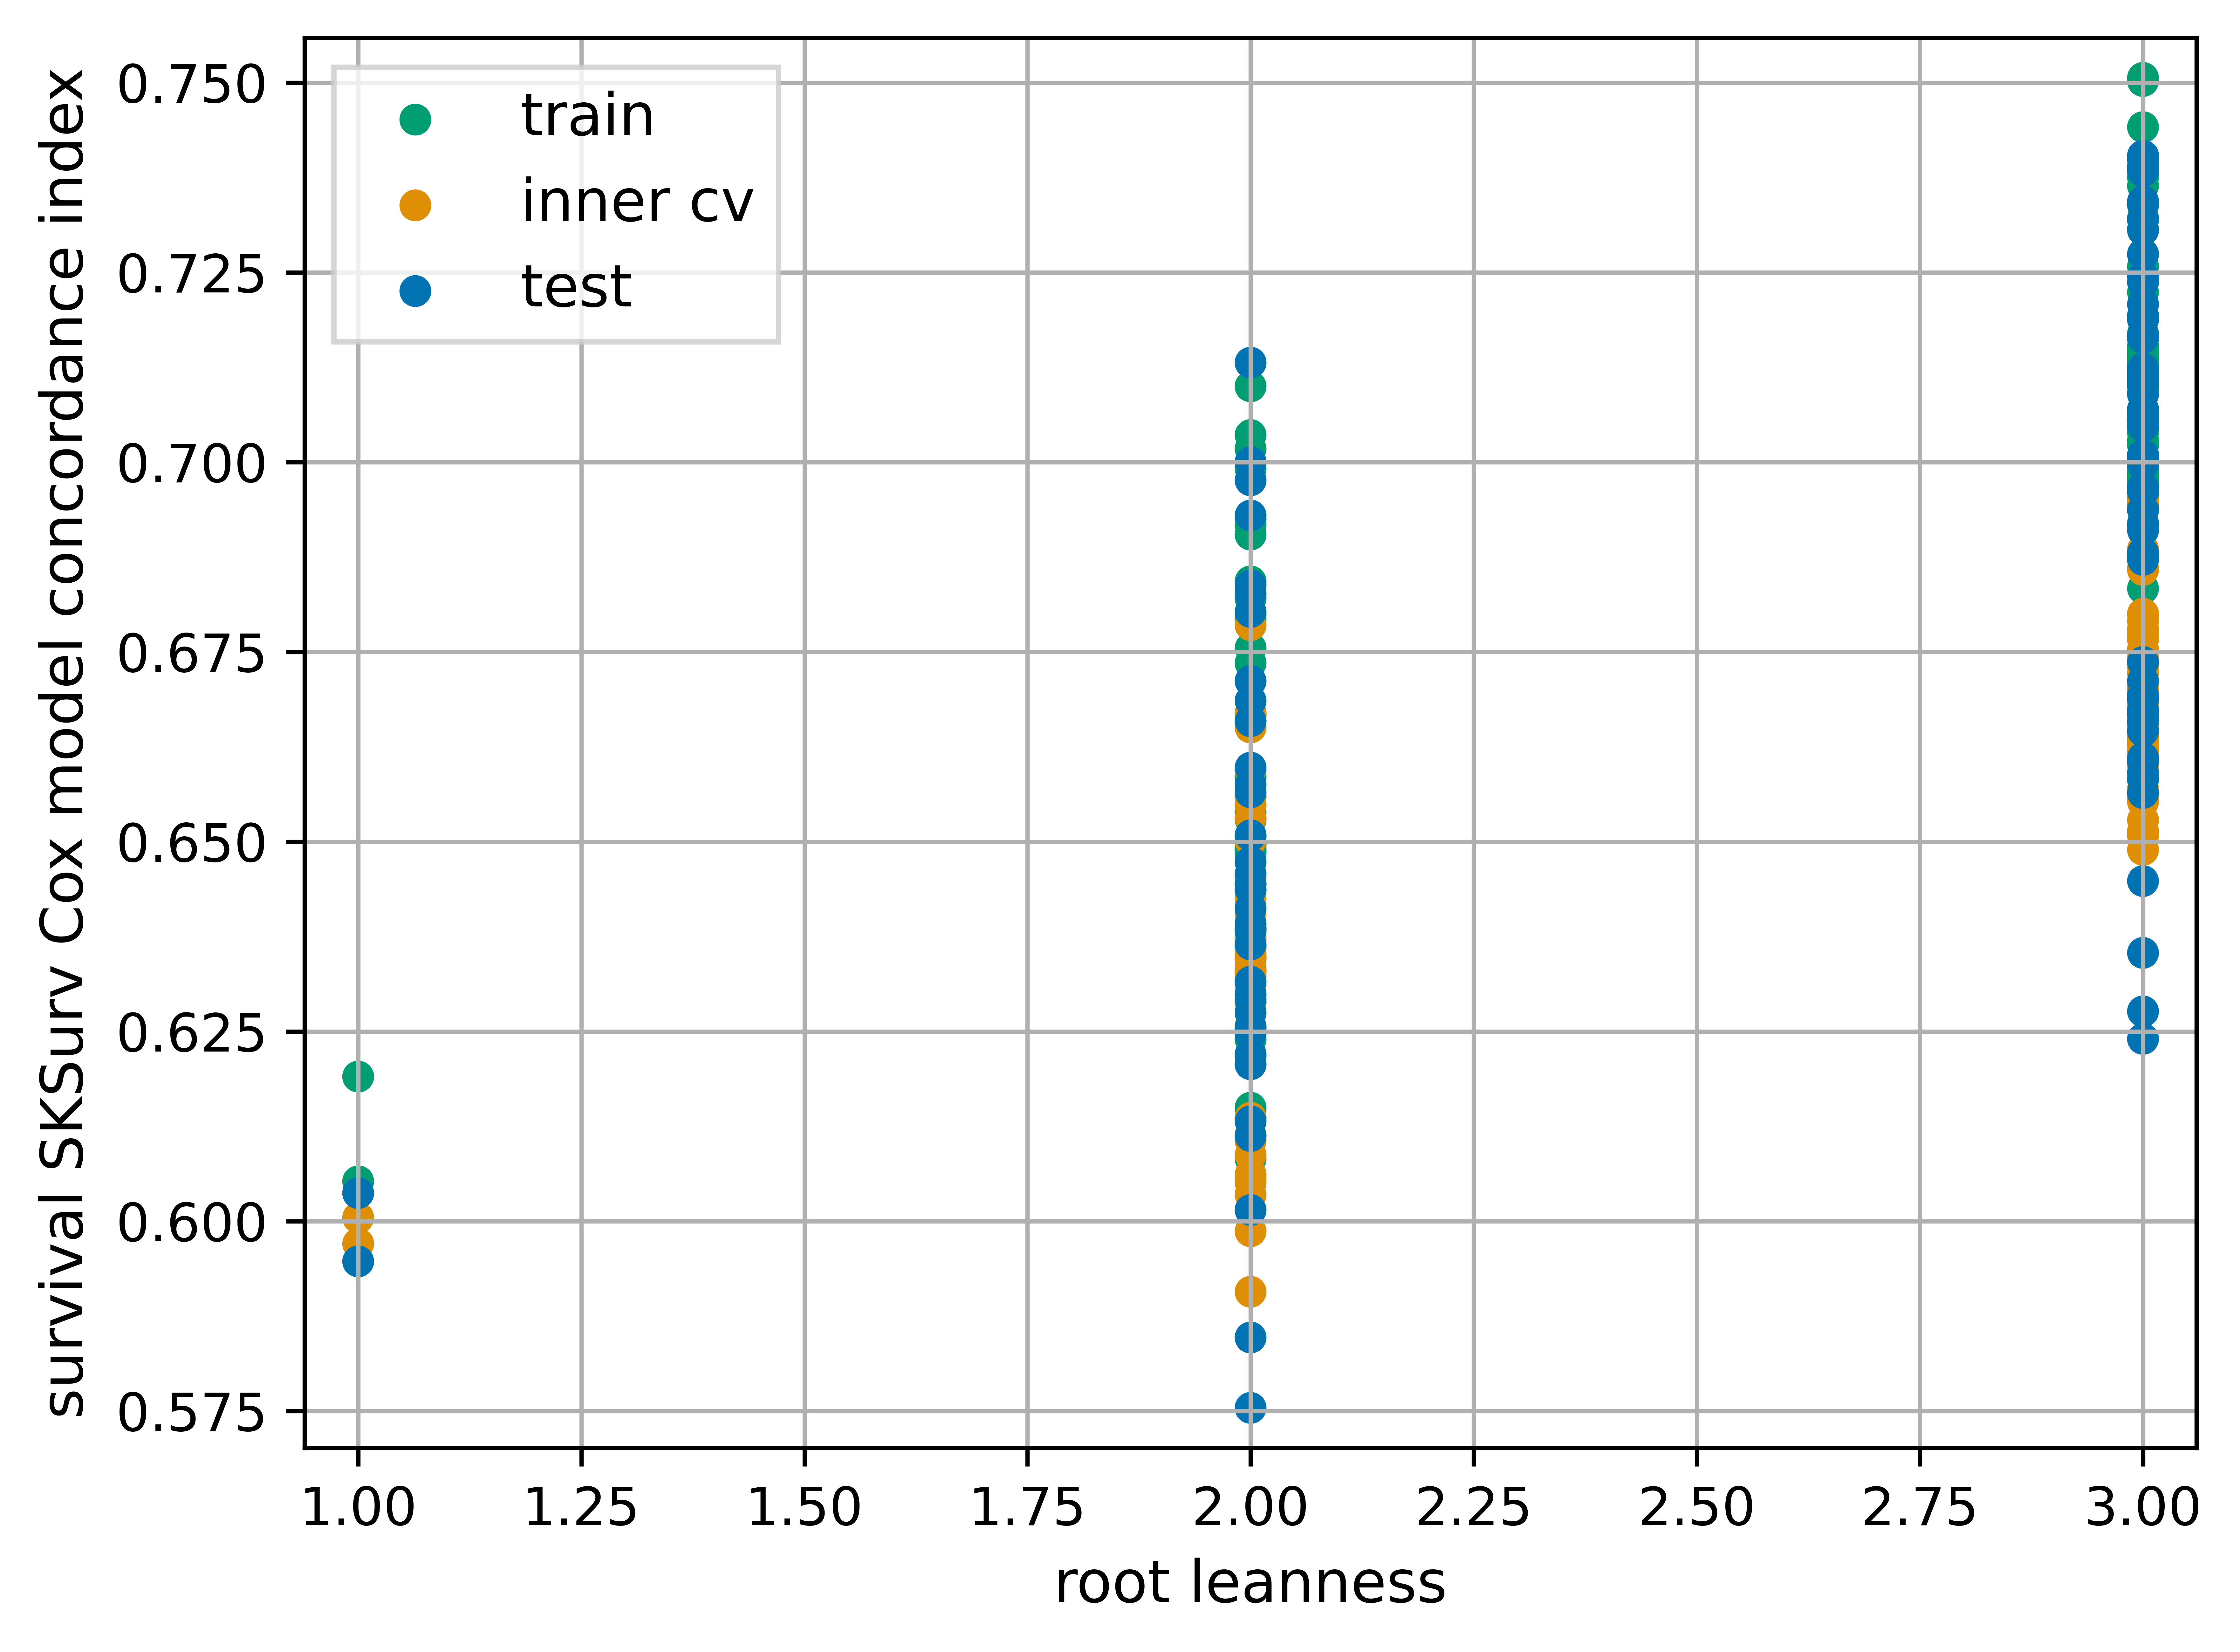 survival SKSurv Cox model concordance index
0.750
0.725
0.700
0.675
0.650
0.625
0.600
0.575
train
inner cv
test
1.00 1.25 1.50 1.75 2.00 2.25 2.50 2.75 3.00
root leanness